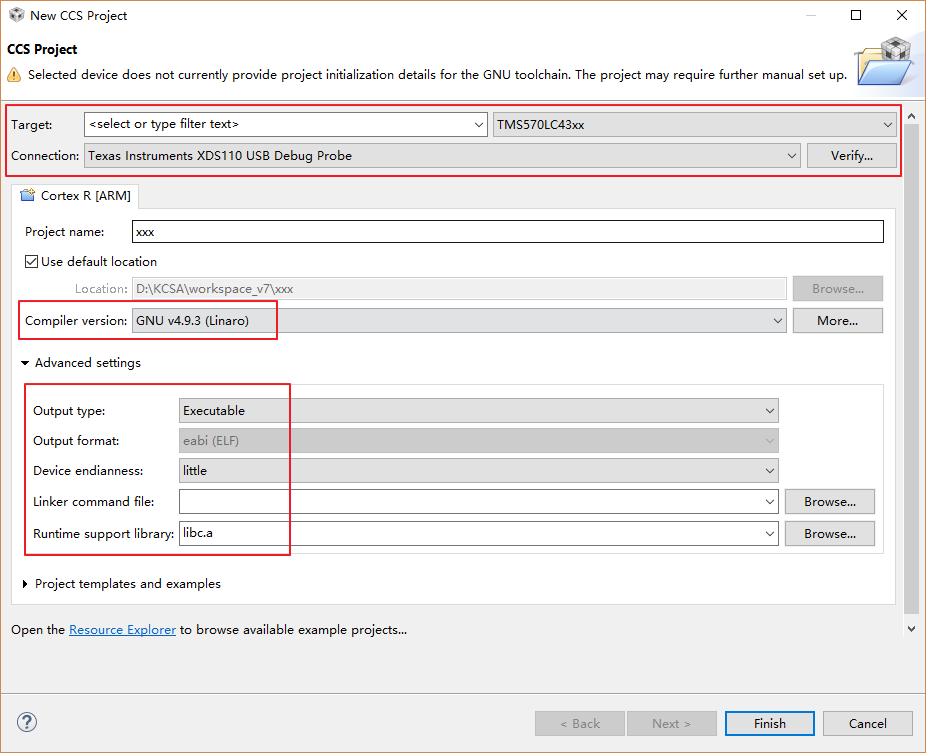 New CCS Project
CCS Project
Selected device does not currently provide project initialization details for the GNU toolchain. The project may require further manual set up.
Target: <select or type filter text> TMS570LC43xx
Connection: Texas Instruments XDS110 USB Debug Probe Verify...
Cortex R [ARM]
Project name: xxx
Use default location
Location: D:\KCSA\workspace_v7\xxx Browse...
Compiler version: GNU v4.9.3 (Linaro) More...
Advanced settings
Output type: Executable
Output format: eabi (ELF)
Device endianness: little
Linker command file: Browse...
Runtime support library: libc.a Browse...
Project templates and examples
Open the Resource Explorer to browse available example projects...
? < Back Next > Finish Cancel